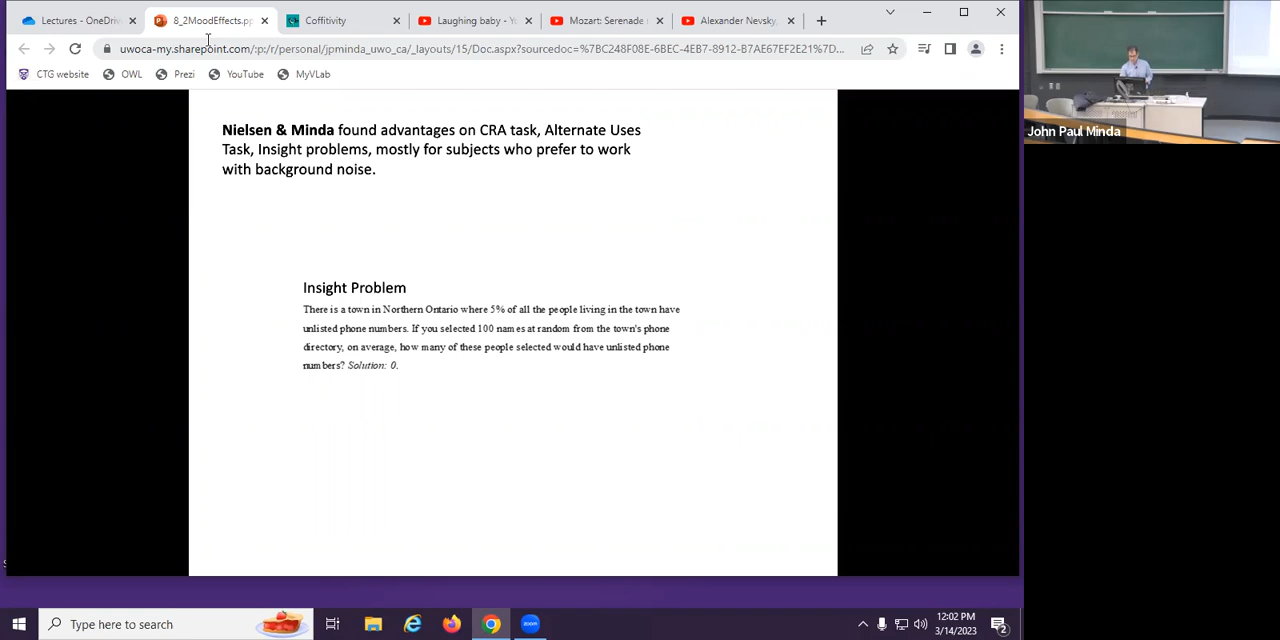 Lectures - OneDriv
8_2MoodEffects.pp
Coffitivity
Laughing baby - Yo
Mozart: Serenade
Alexander Nevsky,
uwoca-my.sharepoint.com/:p:/r/personal/jpminda_uwo_ca/_layouts/15/Doc.aspx?sourcedoc=%7BC248F08E-6BEC-4EB7-8912-B7AE67EF2E21%7D...
CTG website
OWL
Prezi
YouTube
MyVLab
Nielsen & Minda found advantages on CRA task, Alternate Uses
Task, Insight problems, mostly for subjects who prefer to work
with background noise.
Insight Problem
There is a town in Northern Ontario where 5% of all the people living in the town have
unlisted phone numbers. If you selected 100 names at random from the town's phone
directory, on average, how many of these people selected would have unlisted phone
numbers? Solution: 0.
John Paul Minda
Type here to search
zoom
12:02 PM
3/14/2023
2